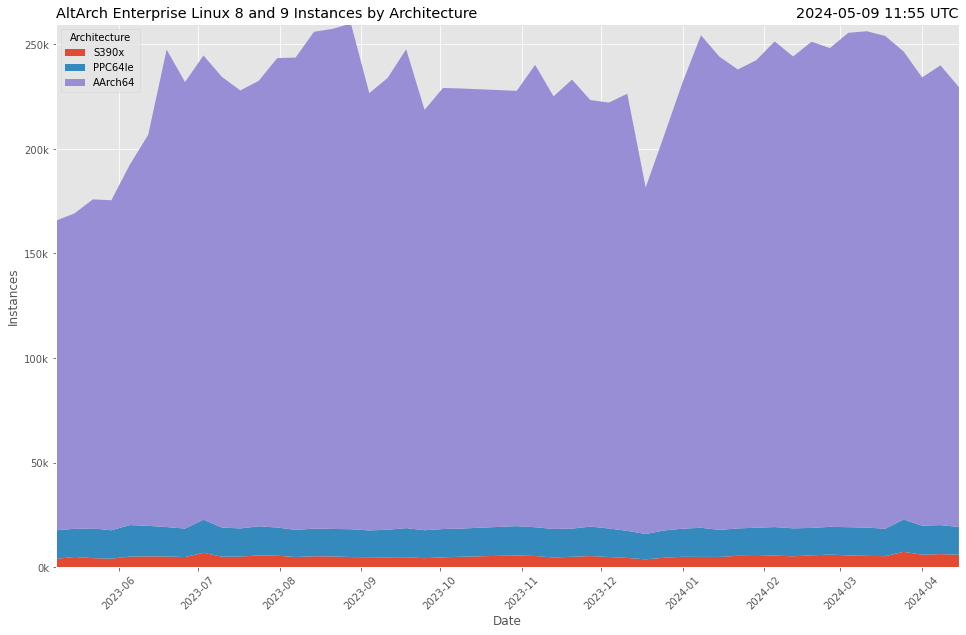 AltArch Enterprise Linux 8 and 9 Instances by Architecture
2024-05-09 11:55 UTC
Architecture
S390x
PPC64le
AArch64
Instances
250k
200k
150k
100k
50k
0k
2023-06
2023-07
2023-08
2023-09
2023-10
2023-11
2023-12
2024-01
2024-02
2024-03
2024-04
Date